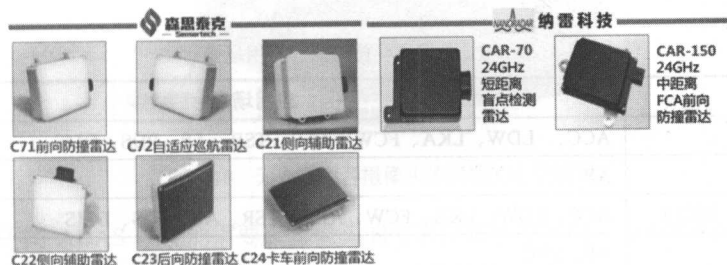 森思泰克
Sensortech
纳雷科技
C71前向防撞雷达
C72自适应巡航雷达
C21侧向辅助雷达
CAR-70
24GHz
短距离
盲点检测
雷达
CAR-150
24GHz
中距离
FCA前向
防撞雷达
C22侧向辅助雷达
C23后向防撞雷达
C24卡车前向防撞雷达